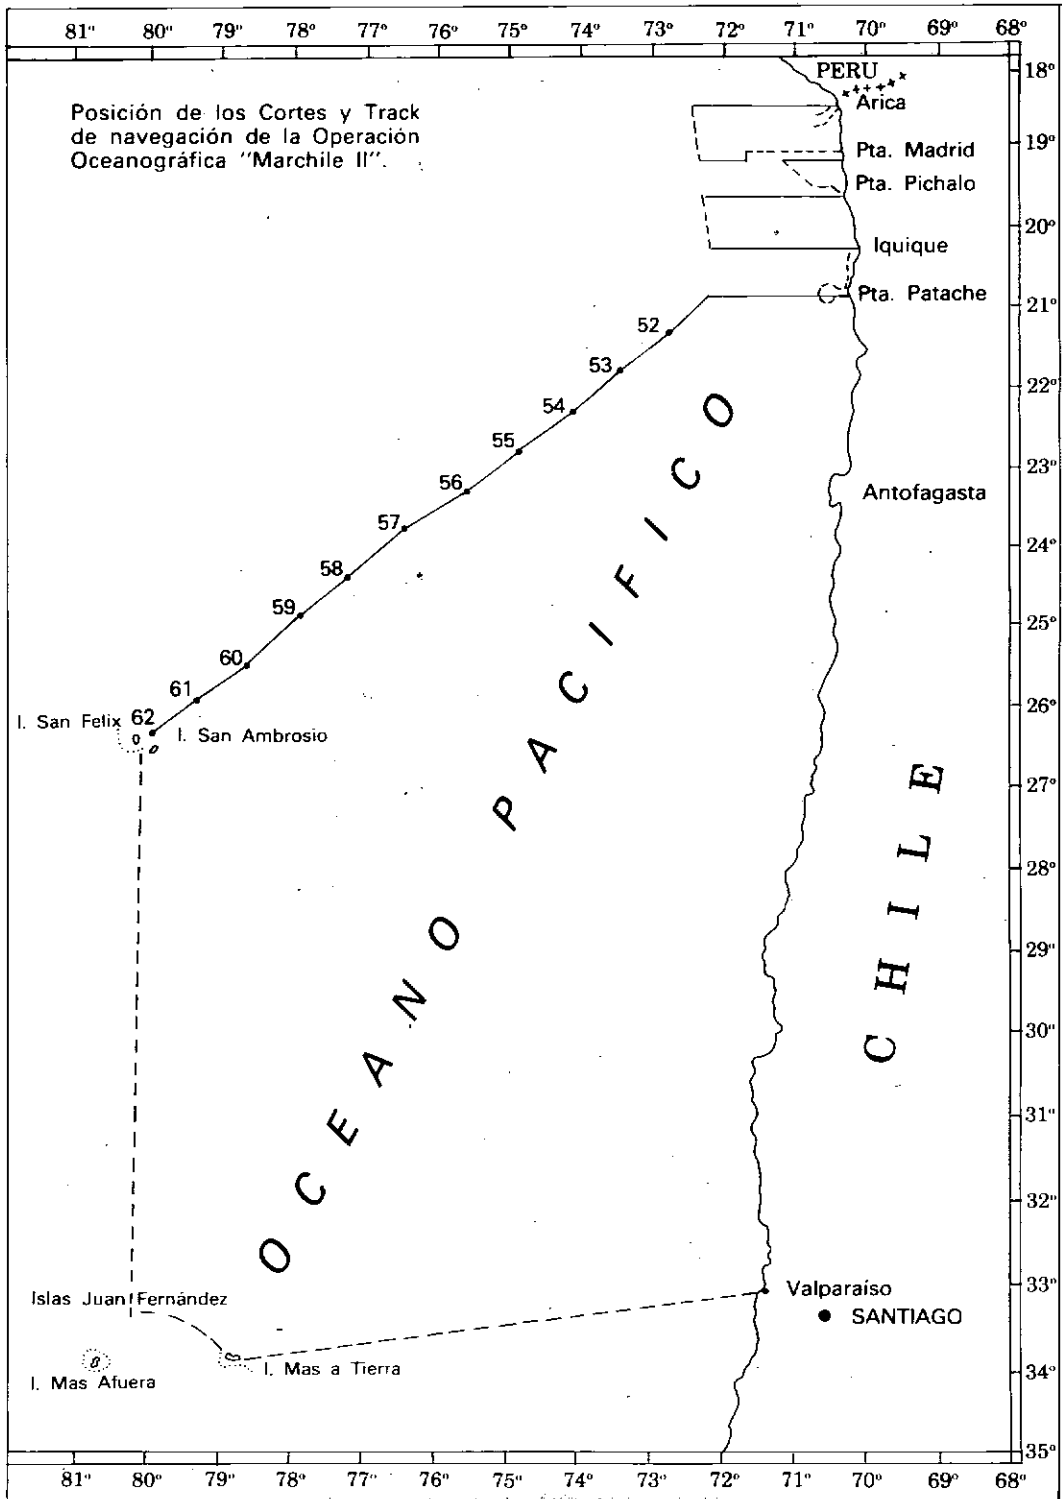 81° 80° 79° 78° 77° 76° 75° 74° 73° 72° 71° 70° 69° 68°
Posición de los Cortes y Track
de navegación de la Operación
Oceanográfica "Marchile II".
PERU
18°
Arica
19°
Pta. Madrid
Pta. Pichalo
20°
Iquique
Pta. Patache
21°
52
53
22°
54
55
23°
56
Antofagasta
57
24°
58
59
25°
60
61
26°
62
I. San Felix
I. San Ambrosio
27°
28°
29°
30°
31°
32°
33°
34°
35°
OCEANO PACIFICO
CHILE
Valparaíso
SANTIAGO
Islas Juan Fernández
I. Mas a Tierra
I. Mas Afuera
81° 80° 79° 78° 77° 76° 75° 74° 73° 72° 71° 70° 69° 68°